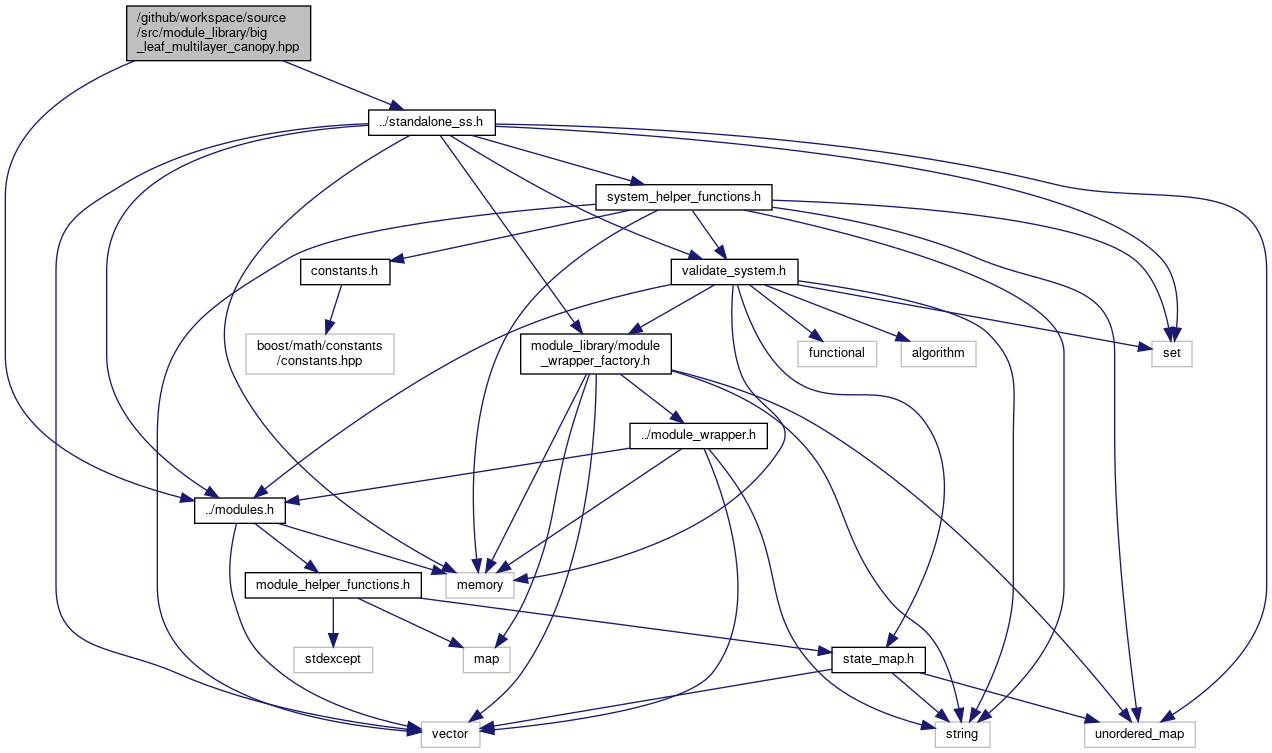 /github/workspace/source
/src/module_library/big
_leaf_multilayer_canopy.hpp
../standalone_ss.h
system_helper_functions.h
constants.h
validate_system.h
boost/math/constants
/constants.hpp
module_library/module
_wrapper_factory.h
functional
algorithm
set
../module_wrapper.h
../modules.h
module_helper_functions.h
memory
stdexcept
map
state_map.h
vector
string
unordered_map